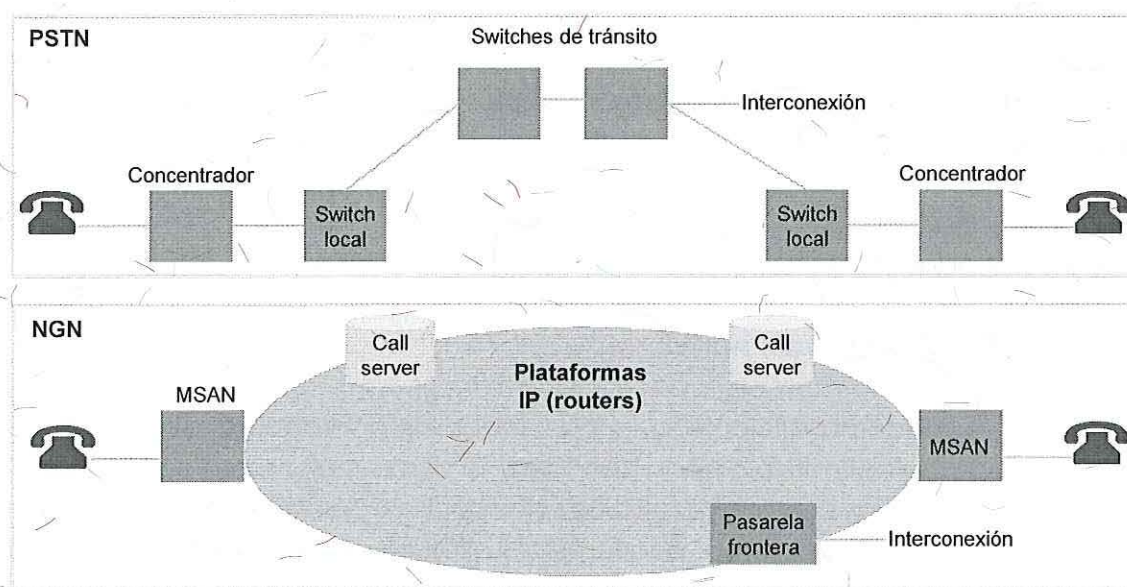 PSTN
Switches de tránsito
Interconexión
Concentrador
Concentrador
Switch
local
Switch
local
NGN
Call
server
Call
server
Plataformas
IP (routers)
MSAN
MSAN
Pasarela
frontera
Interconexión